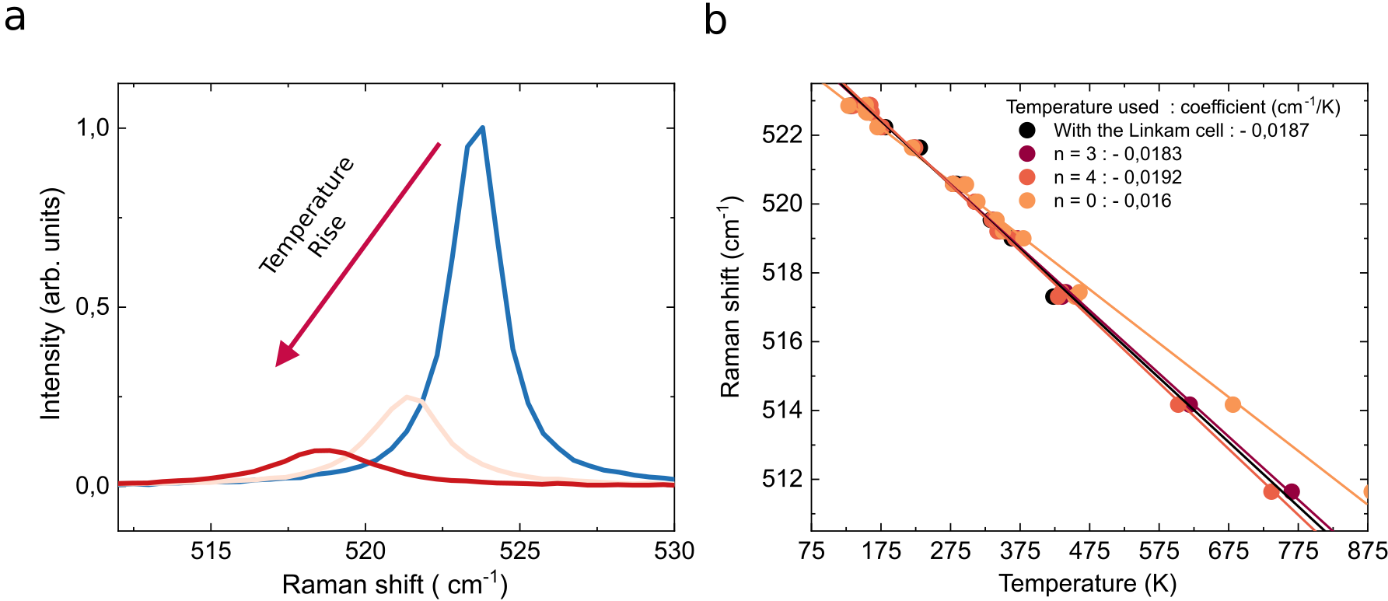 a
1,0
0,5
0,0
Intensity (arb. units)
Temperature
Rise
515
520
525
530
Raman shift ( cm⁻¹)
b
522
520
518
516
514
512
Raman shift (cm⁻¹)
Temperature used : coefficient (cm⁻¹/K)
With the Linkam cell : - 0,0187
n = 3 : - 0,0183
n = 4 : - 0,0192
n = 0 : - 0,016
75
175
275
375
475
575
675
775
875
Temperature (K)